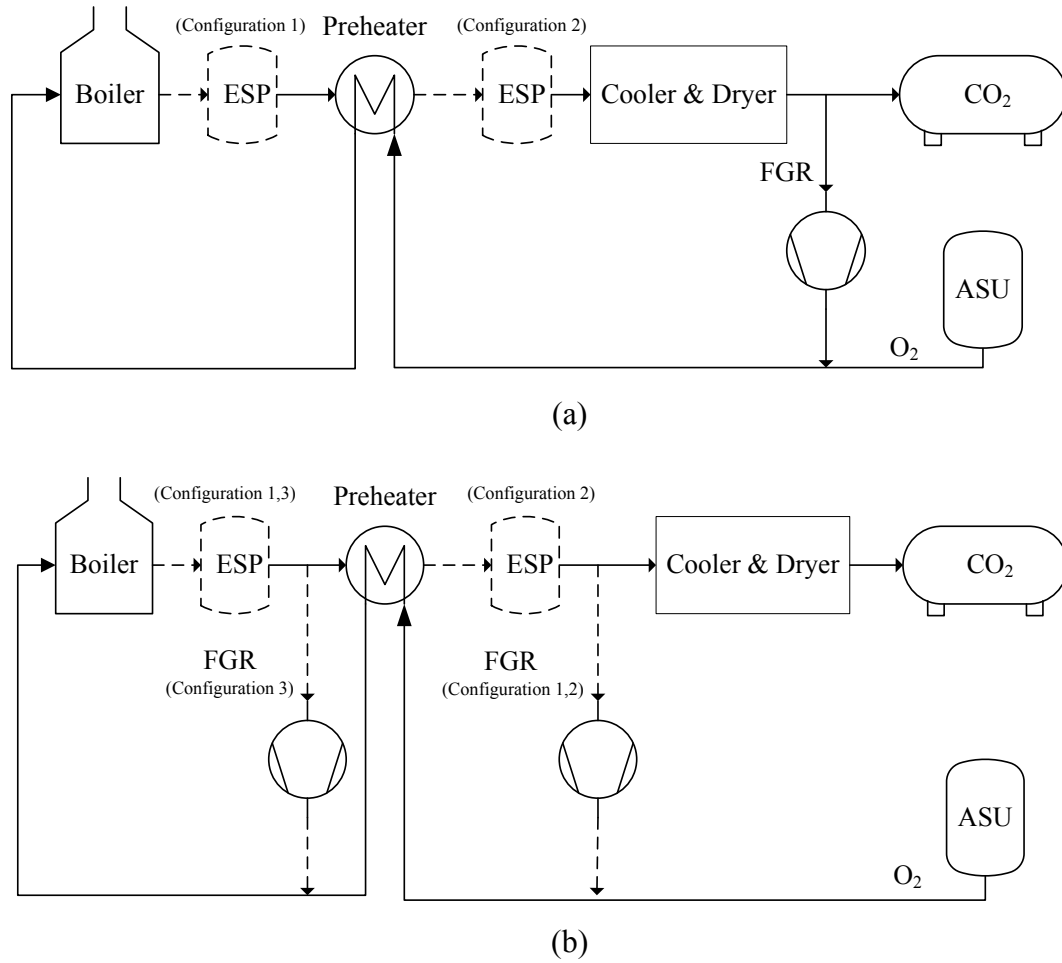 (Configuration 1)
Preheater
(Configuration 2)
Boiler
ESP
ESP
Cooler & Dryer
CO₂
FGR
ASU
O₂
(a)
(Configuration 1,3)
Preheater
(Configuration 2)
Boiler
ESP
ESP
Cooler & Dryer
CO₂
FGR
(Configuration 3)
FGR
(Configuration 1,2)
ASU
O₂
(b)